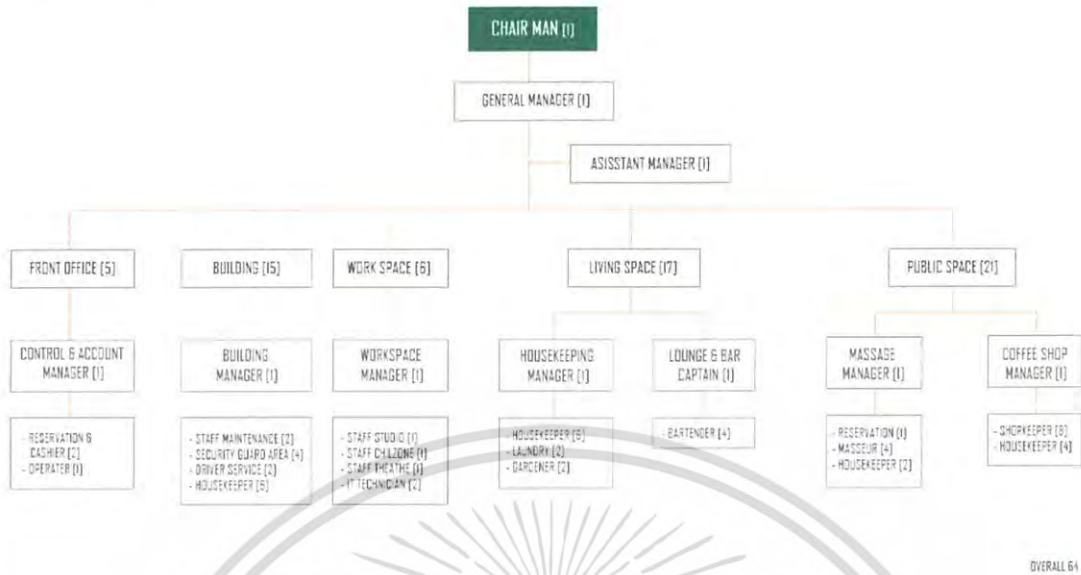 CHAIR MAN [1]
GENERAL MANAGER [1]
ASISSTANT MANAGER [1]
FRONT OFFICE [5]
BUILDING [15]
WORK SPACE [6]
LIVING SPACE [17]
PUBLIC SPACE [21]
CONTROL & ACCOUNT
MANAGER [1]
BUILDING
MANAGER [1]
WORKSPACE
MANAGER [1]
HOUSEKEEPING
MANAGER [1]
LOUNGE & BAR
CAPTAIN [1]
MASSAGE
MANAGER [1]
COFFEE SHOP
MANAGER [1]
- RESERVATION &
CASHIER [2]
- OPERATER [1]
- STAFF MAINTENANCE [2]
- SECURITY GUARD AREA [4]
- DRIVER SERVICE [2]
- HOUSEKEEPER [6]
- STAFF STUDIO [1]
- STAFF CHILZONE [1]
- STAFF THEATHE [1]
- IT TECHNICIAN [2]
- HOUSEKEEPER [6]
- LAUNDRY [2]
- GARDENER [2]
- BARTENDER [4]
- RESERVATION [1]
- MASSEUR [4]
- HOUSEKEEPER [2]
- SHOPKEEPER [8]
- HOUSEKEEPER [4]
OVERALL 64